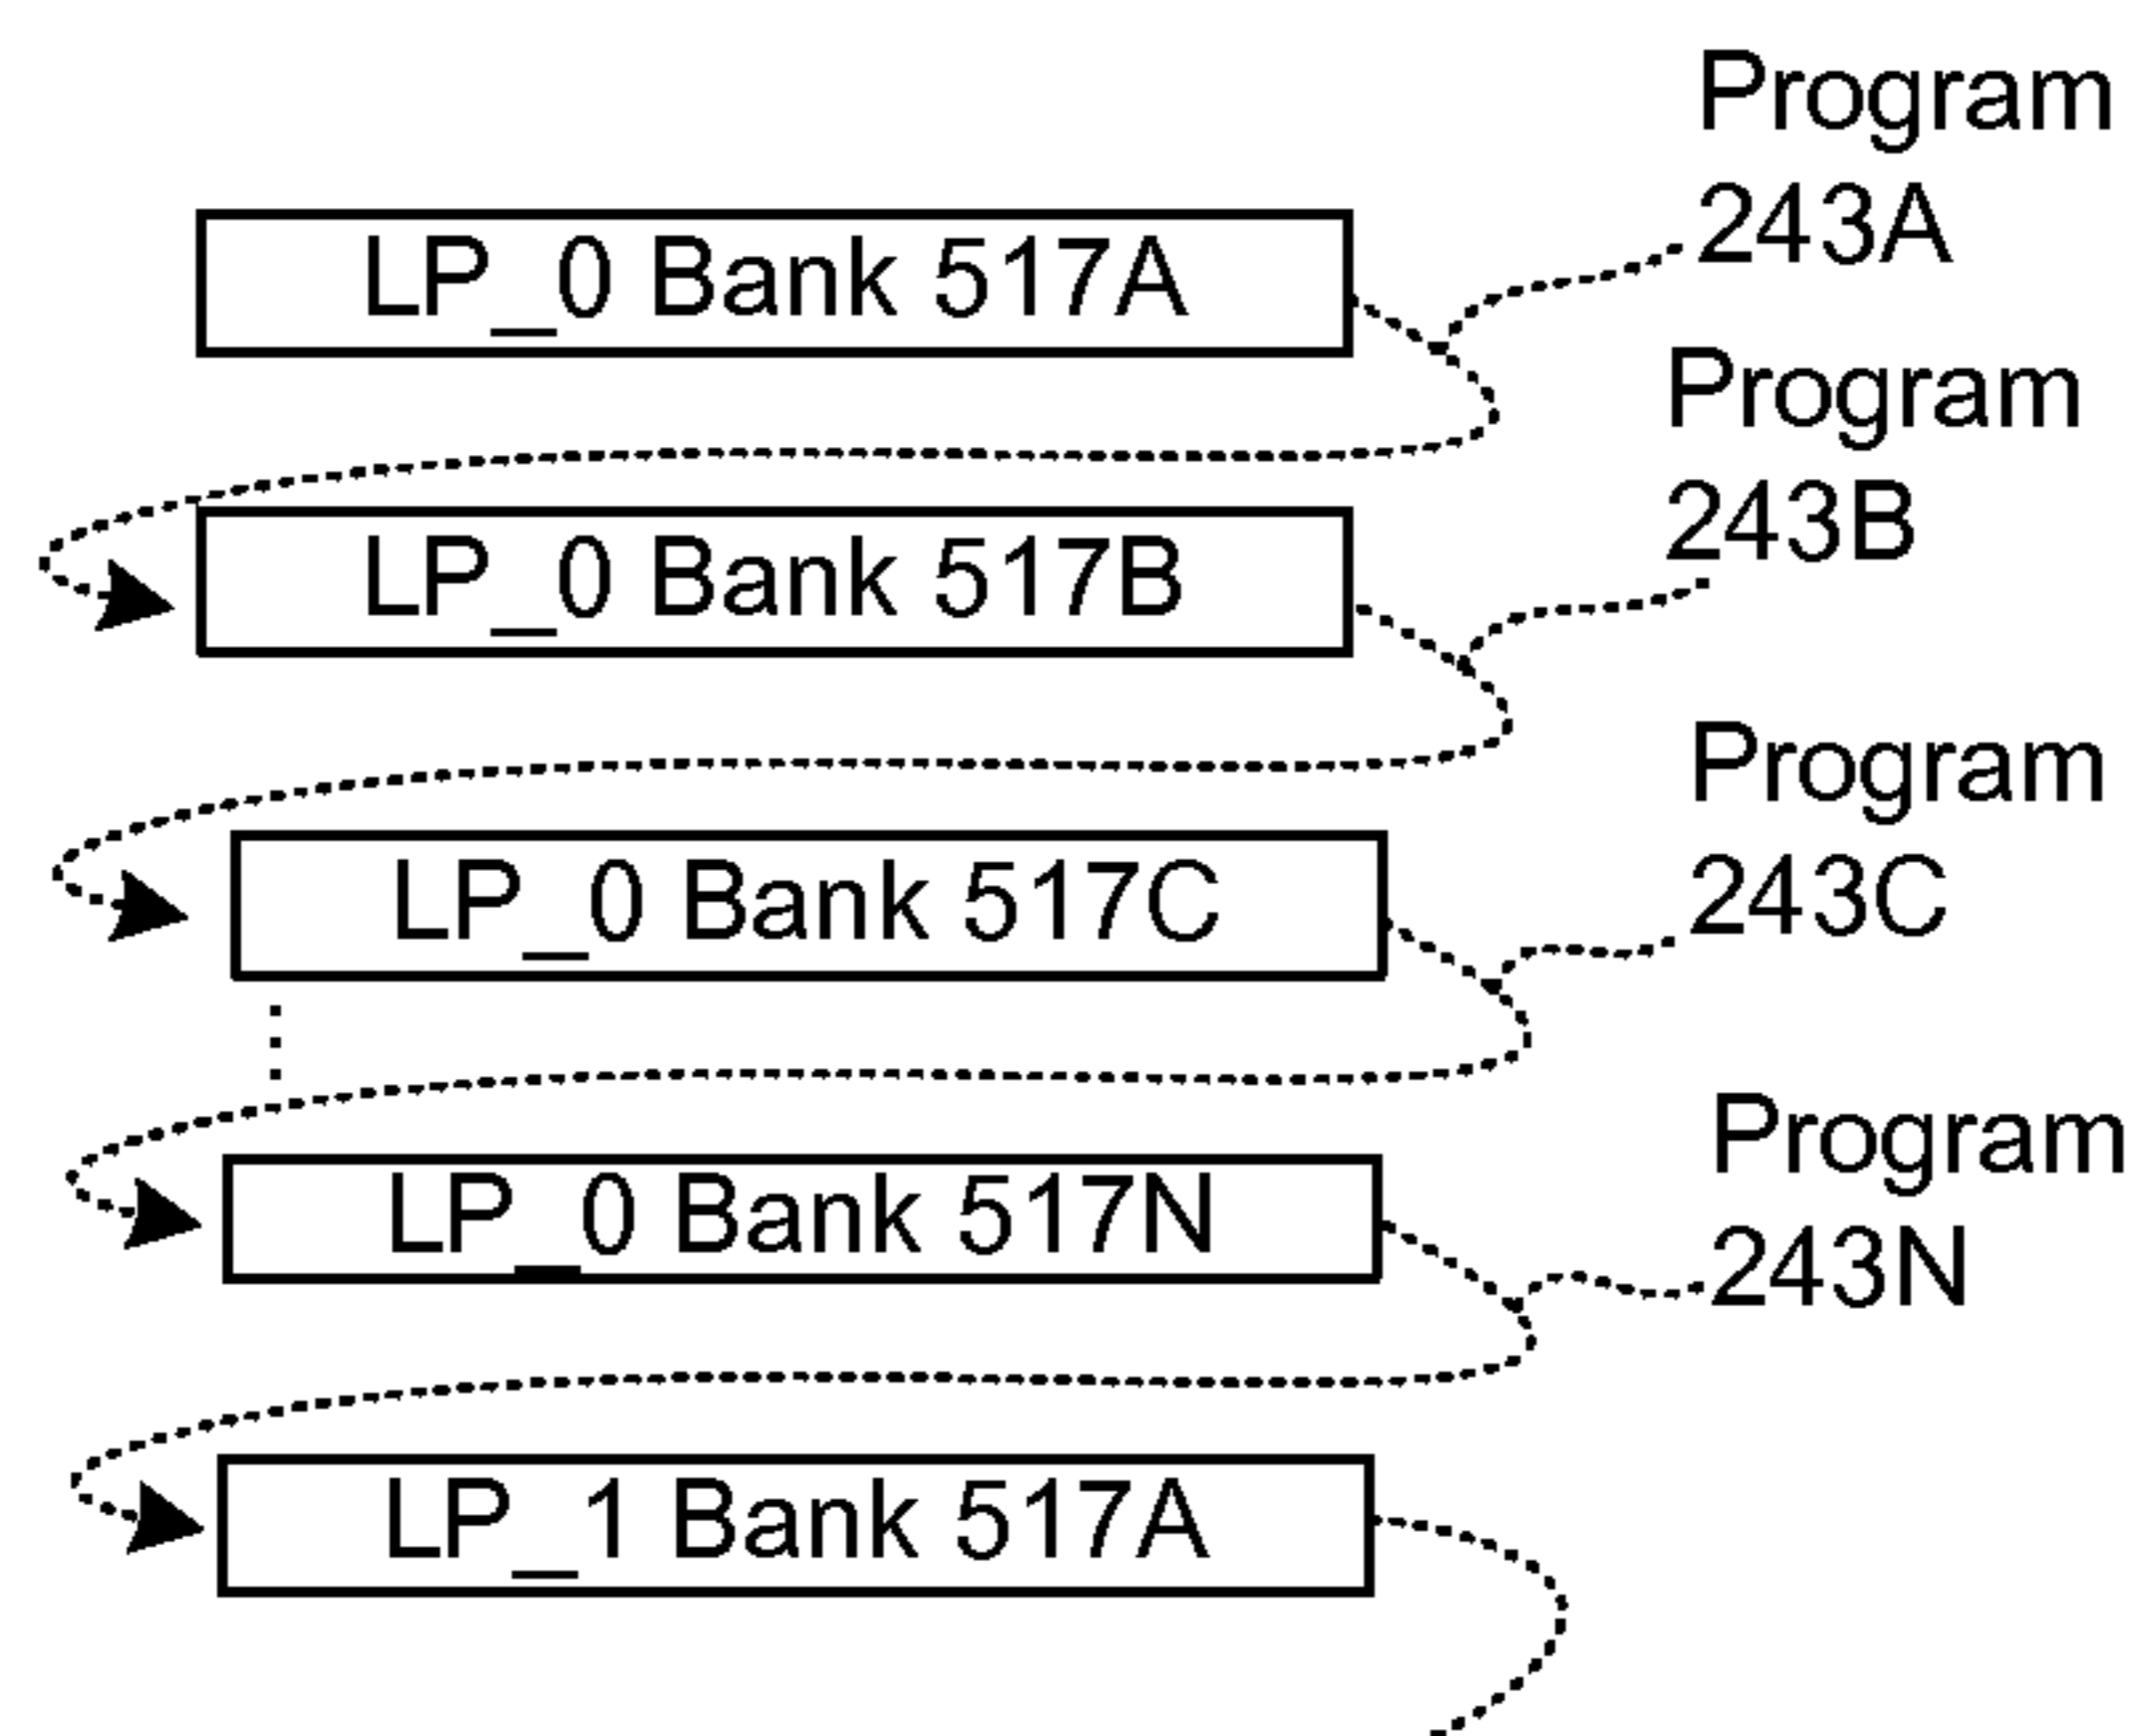 Program
243A
LP_0 Bank 517A
Program
243B
LP_0 Bank 517B
Program
243C
LP_0 Bank 517C
Program
243N
LP_0 Bank 517N
LP_1 Bank 517A